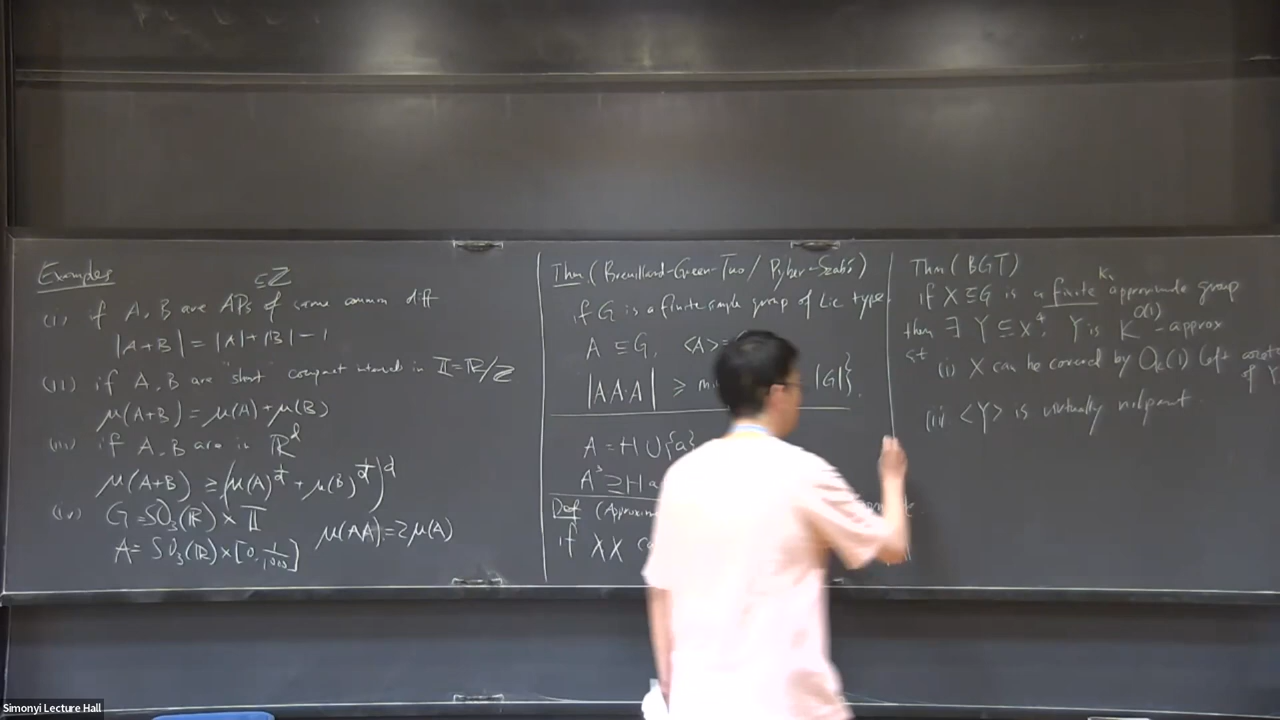 Examples
⊆ℤ
(i) if A, B are APs of same common diff
|A+B| = |A|+|B|-1
(ii) if A, B are "short" compact interval in 𝕋=ℝ/ℤ
μ(A+B) = μ(A)+μ(B)
(iii) if A, B are in ℝ^d
μ(A+B) ≥ (μ(A)^{1/d} + μ(B)^{1/d})^d
(iv) G=SO₃(ℝ) × 𝕋
A= SO₃(ℝ)×[0, 1/1000] μ(AA)=2μ(A)
Thm (Breuillard-Green-Tao / Pyber-Szabó)
if G is a finite simple group of Lie type
A ⊆ G, <A>=
|AAA| ≥ |G|}.
A = H ∪ {a}
A³ ⊇ H a
Def (Approxim
if XX
Thm (BGT)
if X⊆G is a finite K- approximate group
then ∃ Y ⊆ X⁴, Y is K^{O(1)}-approx
st (i) X can be covered by O_K(1) left cosets
of Y
(ii) <Y> is virtually nilpotent.
Simonyi Lecture Hall